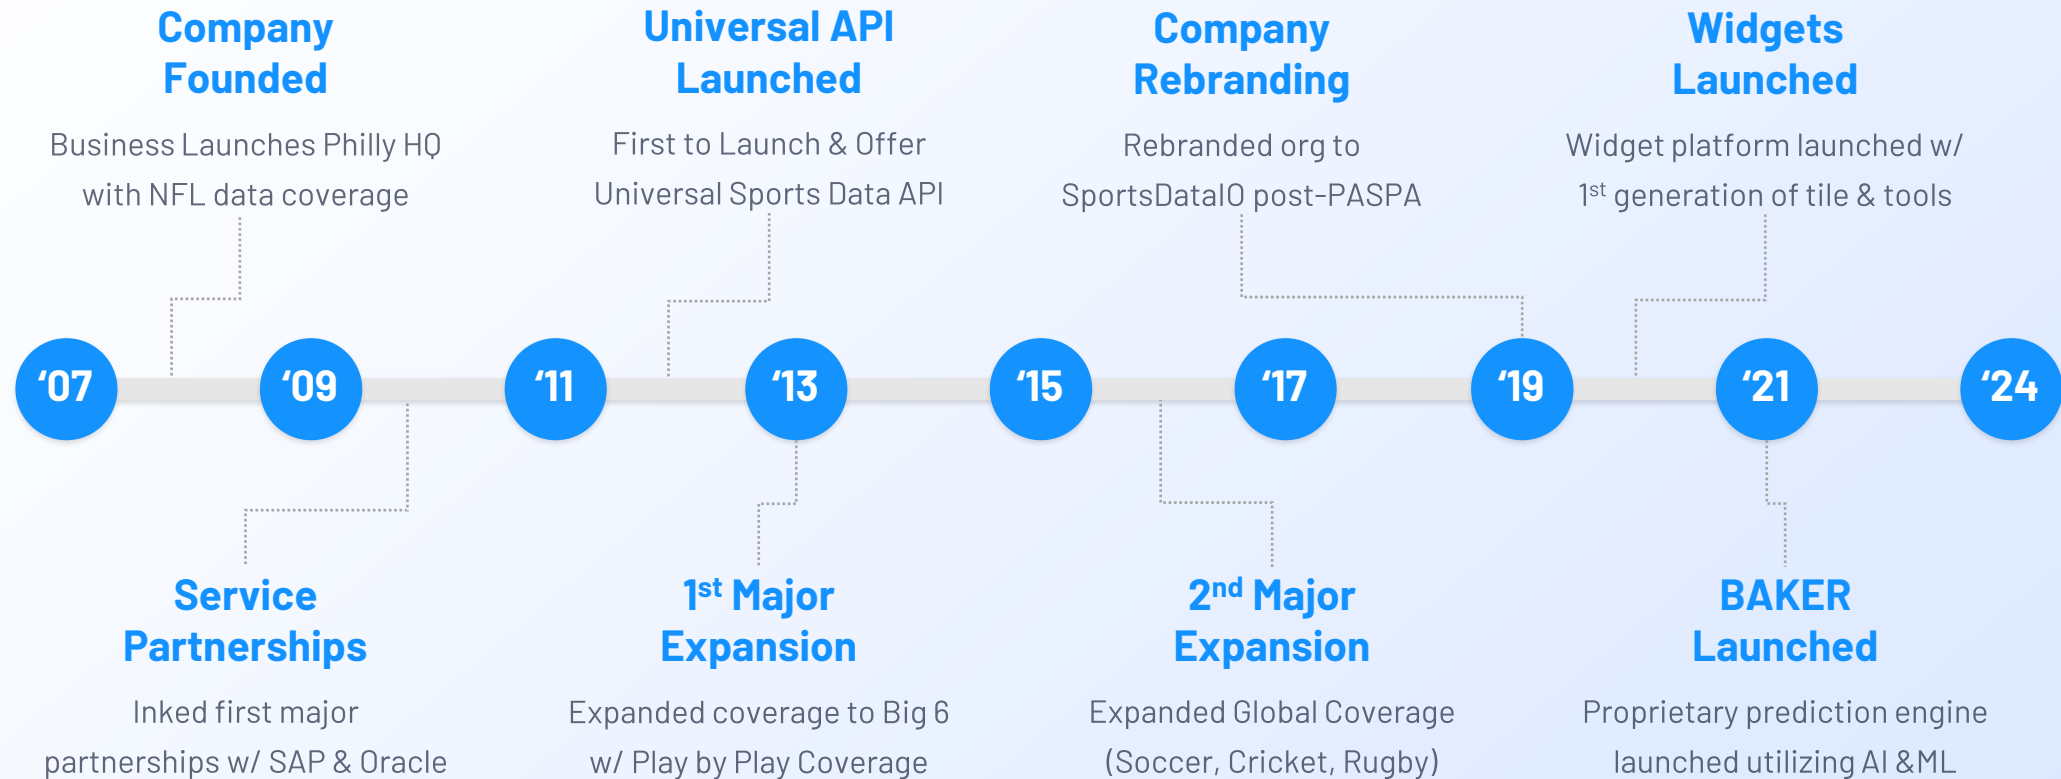 Company
Founded
Business Launches Philly HQ
with NFL data coverage
Universal API
Launched
First to Launch & Offer
Universal Sports Data API
Company
Rebranding
Rebranded org to
SportsDataIO post-PASPA
Widgets
Launched
Widget platform launched w/
1st generation of tile & tools
‘07
‘09
‘11
‘13
‘15
‘17
‘19
‘21
‘24
Service
Partnerships
Inked first major
partnerships w/ SAP & Oracle
1st Major
Expansion
Expanded coverage to Big 6
w/ Play by Play Coverage
2nd Major
Expansion
Expanded Global Coverage
(Soccer, Cricket, Rugby)
BAKER
Launched
Proprietary prediction engine
launched utilizing AI &ML